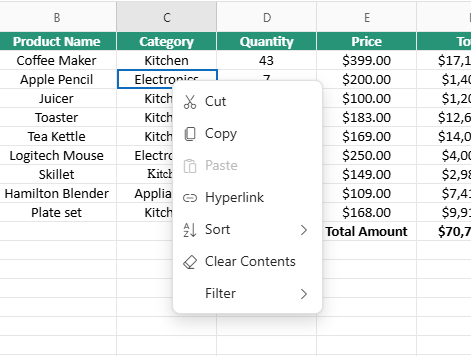 B C D E
Product Name Category Quantity Price To
Coffee Maker Kitchen 43 $399.00 $17,1
Apple Pencil Electronics 7 $200.00 $1,40
Juicer Kitch $100.00 $1,20
Toaster Kitch $183.00 $12,6
Tea Kettle Kitch $169.00 $14,0
Logitech Mouse Electro $250.00 $4,00
Skillet Kitch $149.00 $2,98
Hamilton Blender Applia $109.00 $7,41
Plate set Kitch $168.00 $9,91
Total Amount $70,7
Cut
Copy
Paste
Hyperlink
Sort
Clear Contents
Filter